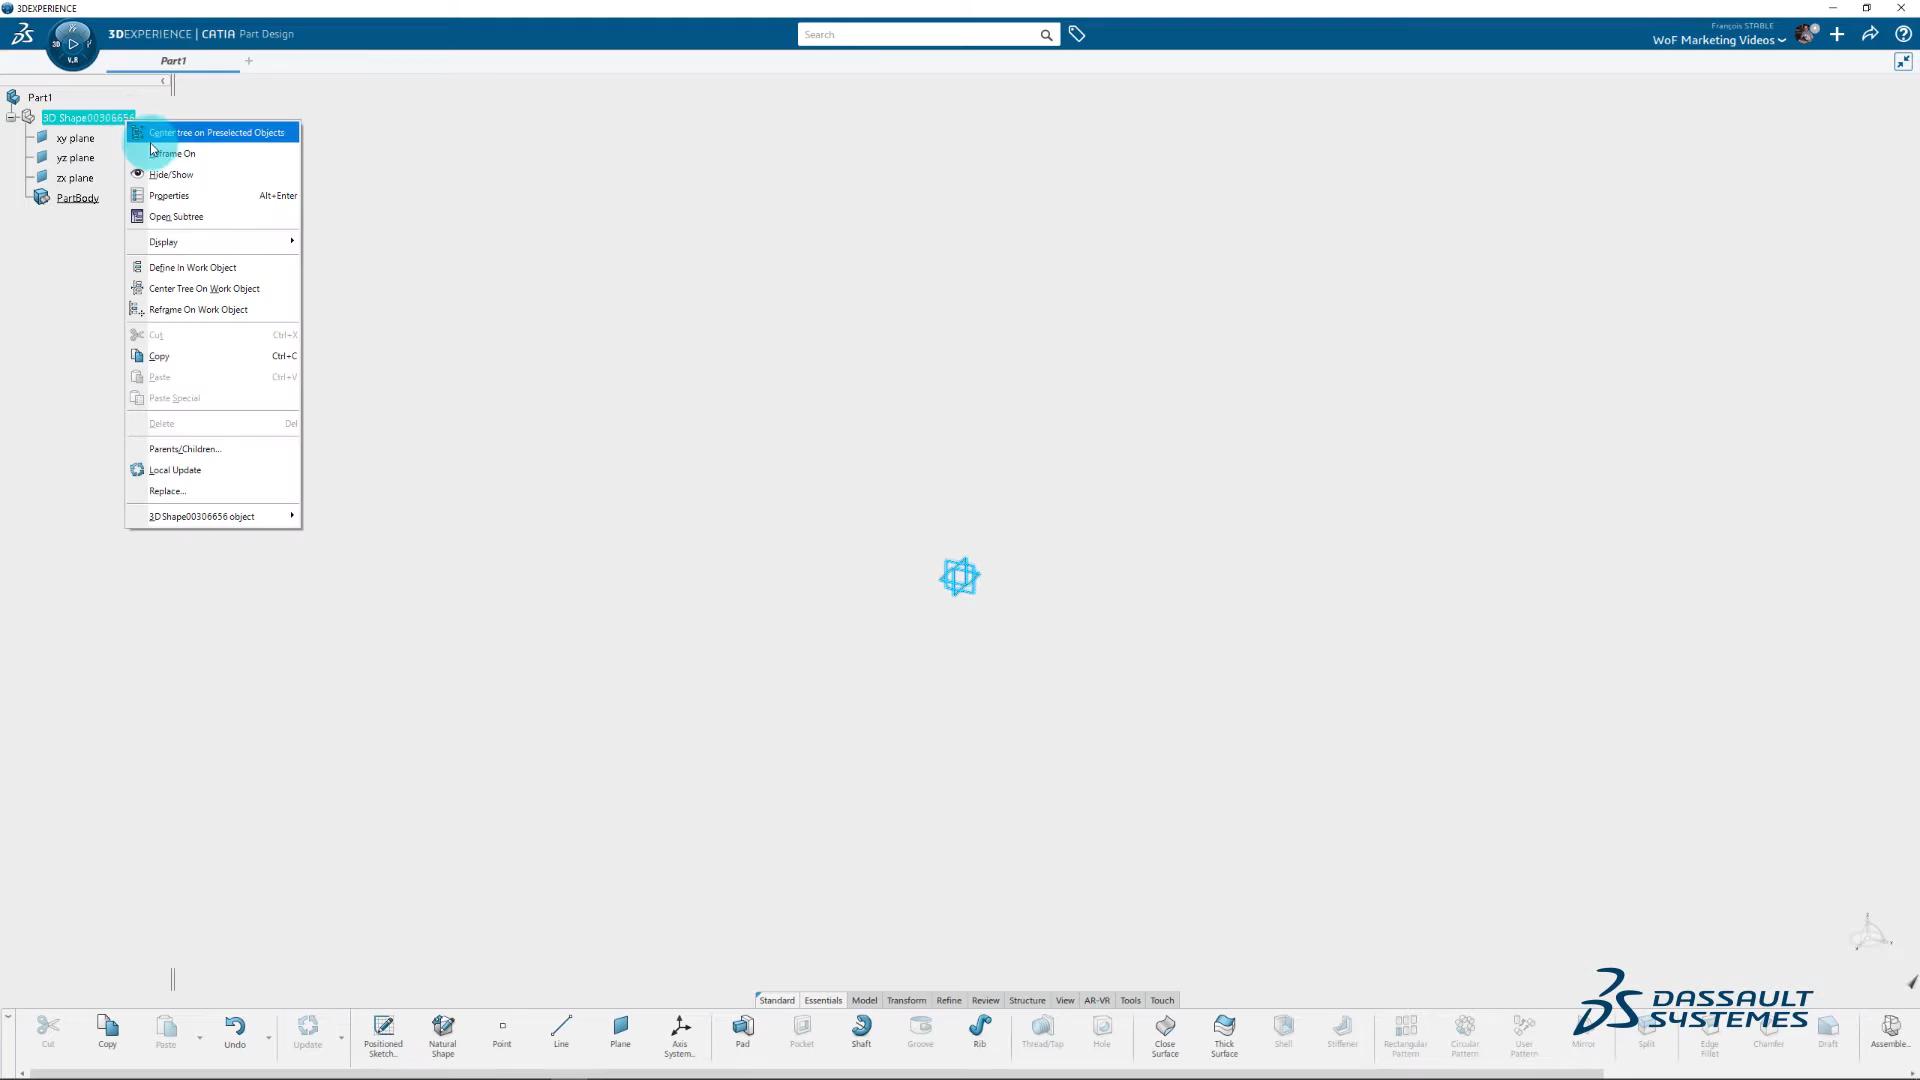 3DEXPERIENCE
3DEXPERIENCE | CATIA Part Design
3D
V.R
Search
François STABLE
WoF Marketing Videos
Part1
Part1
3D Shape00306656
xy plane
yz plane
zx plane
PartBody
Center tree on Preselected Objects
Reframe On
Hide/Show
Properties Alt+Enter
Open Subtree
Display
Define In Work Object
Center Tree On Work Object
Reframe On Work Object
Cut Ctrl+X
Copy Ctrl+C
Paste Ctrl+V
Paste Special
Delete Del
Parents/Children...
Local Update
Replace...
3D Shape00306656 object
Standard Essentials Model Transform Refine Review Structure View AR-VR Tools Touch
DASSAULT
SYSTEMES
Cut
Copy
Paste
Undo
Update
Positioned
Sketch...
Natural
Shape
Point
Line
Plane
Axis
System...
Pad
Pocket
Shaft
Groove
Rib
Thread/Tap
Hole
Close
Surface
Thick
Surface
Shell
Stiffener
Rectangular
Pattern
Circular
Pattern
User
Pattern
Mirror
Split
Edge
Fillet
Chamfer
Draft
Assemble...